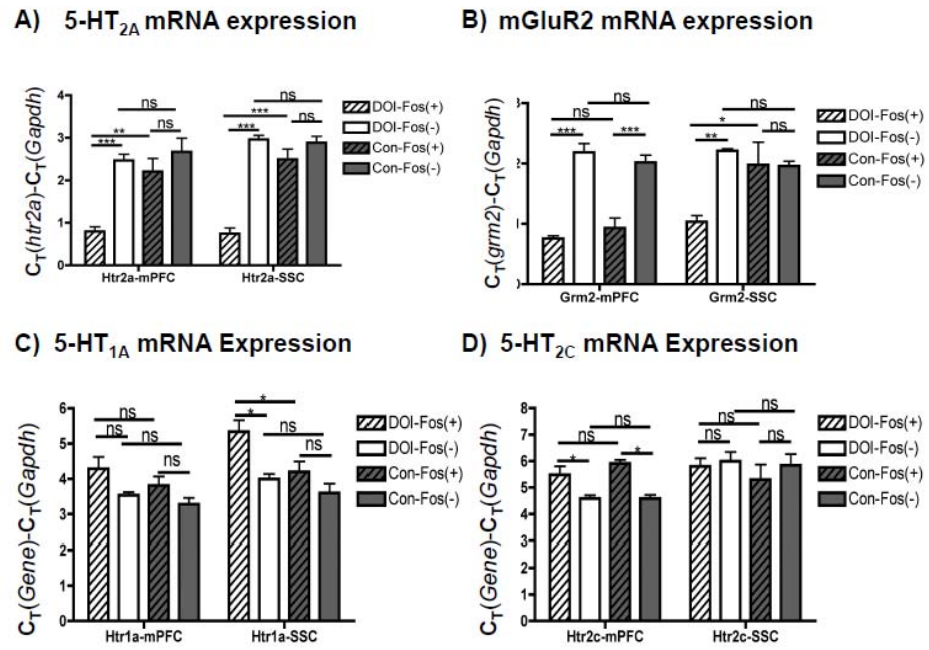 A) 5-HT2A mRNA expression
CT(htr2a)-CT(Gapdh)
4
3
2
1
0
ns
**
***
ns
ns
***
***
ns
Htr2a-mPFC
Htr2a-SSC
DOI-Fos(+)
DOI-Fos(-)
Con-Fos(+)
Con-Fos(-)
B) mGluR2 mRNA expression
CT(grm2)-CT(Gapdh)
3
2
1
0
ns
ns
***
***
ns
*
**
ns
Grm2-mPFC
Grm2-SSC
DOI-Fos(+)
DOI-Fos(-)
Con-Fos(+)
Con-Fos(-)
C) 5-HT1A mRNA Expression
CT(Gene)-CT(Gapdh)
6
5
4
3
2
1
0
ns
ns
ns
ns
*
*
ns
ns
Htr1a-mPFC
Htr1a-SSC
DOI-Fos(+)
DOI-Fos(-)
Con-Fos(+)
Con-Fos(-)
D) 5-HT2C mRNA Expression
CT(Gene)-CT(Gapdh)
8
7
6
5
4
3
2
1
0
ns
ns
*
*
ns
ns
ns
ns
Htr2c-mPFC
Htr2c-SSC
DOI-Fos(+)
DOI-Fos(-)
Con-Fos(+)
Con-Fos(-)